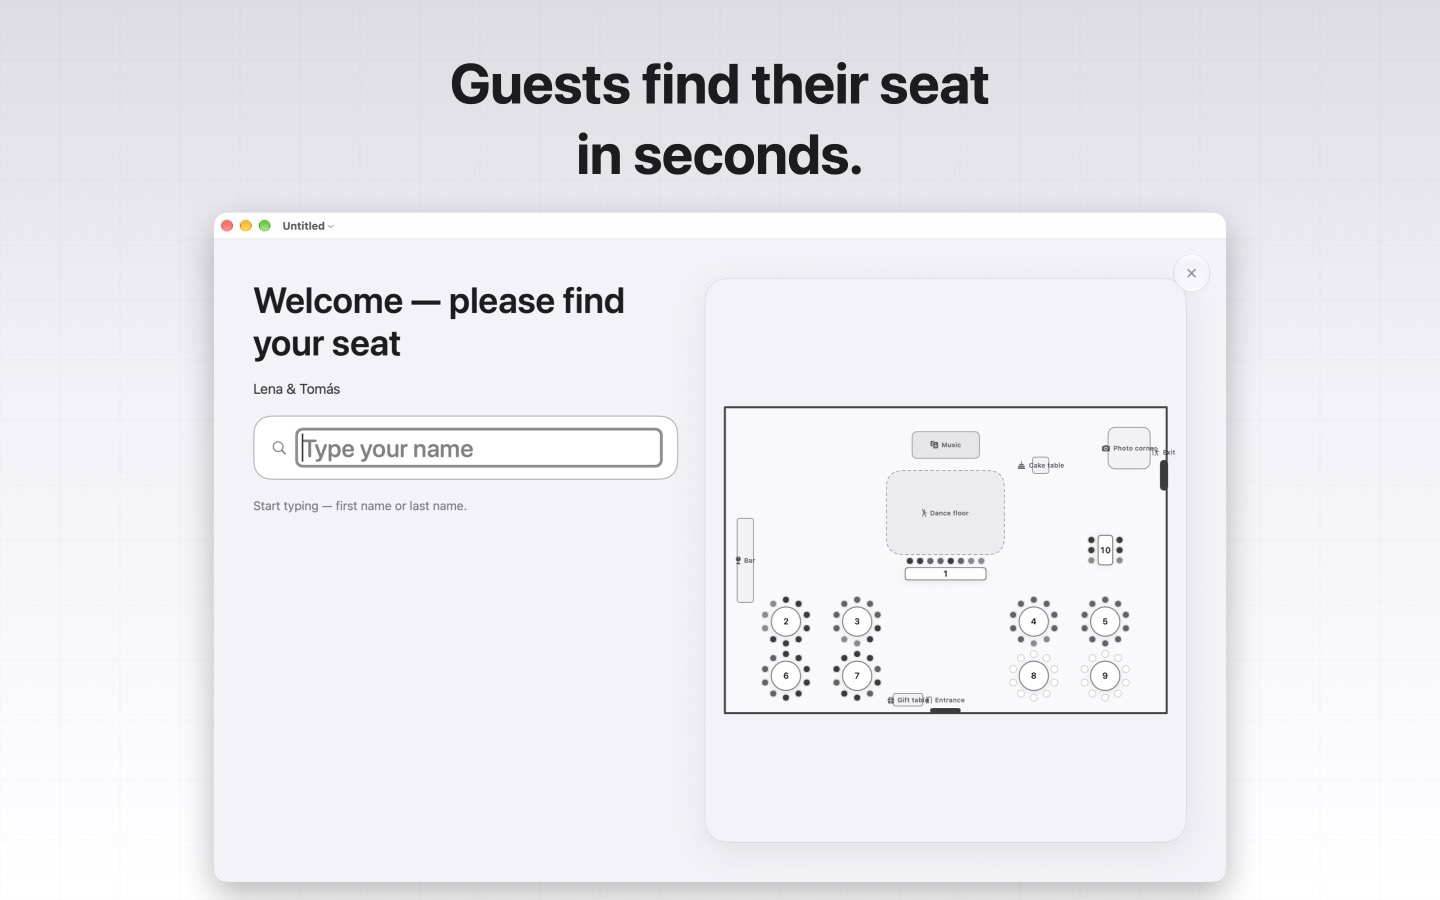 Guests find their seat
in seconds.
Untitled
Welcome — please find
your seat
Lena & Tomás
Type your name
Start typing — first name or last name.
Music
Photo corner
Exit
Cake table
Dance floor
10
Bar
1
2
3
4
5
6
7
8
9
Gift table
Entrance